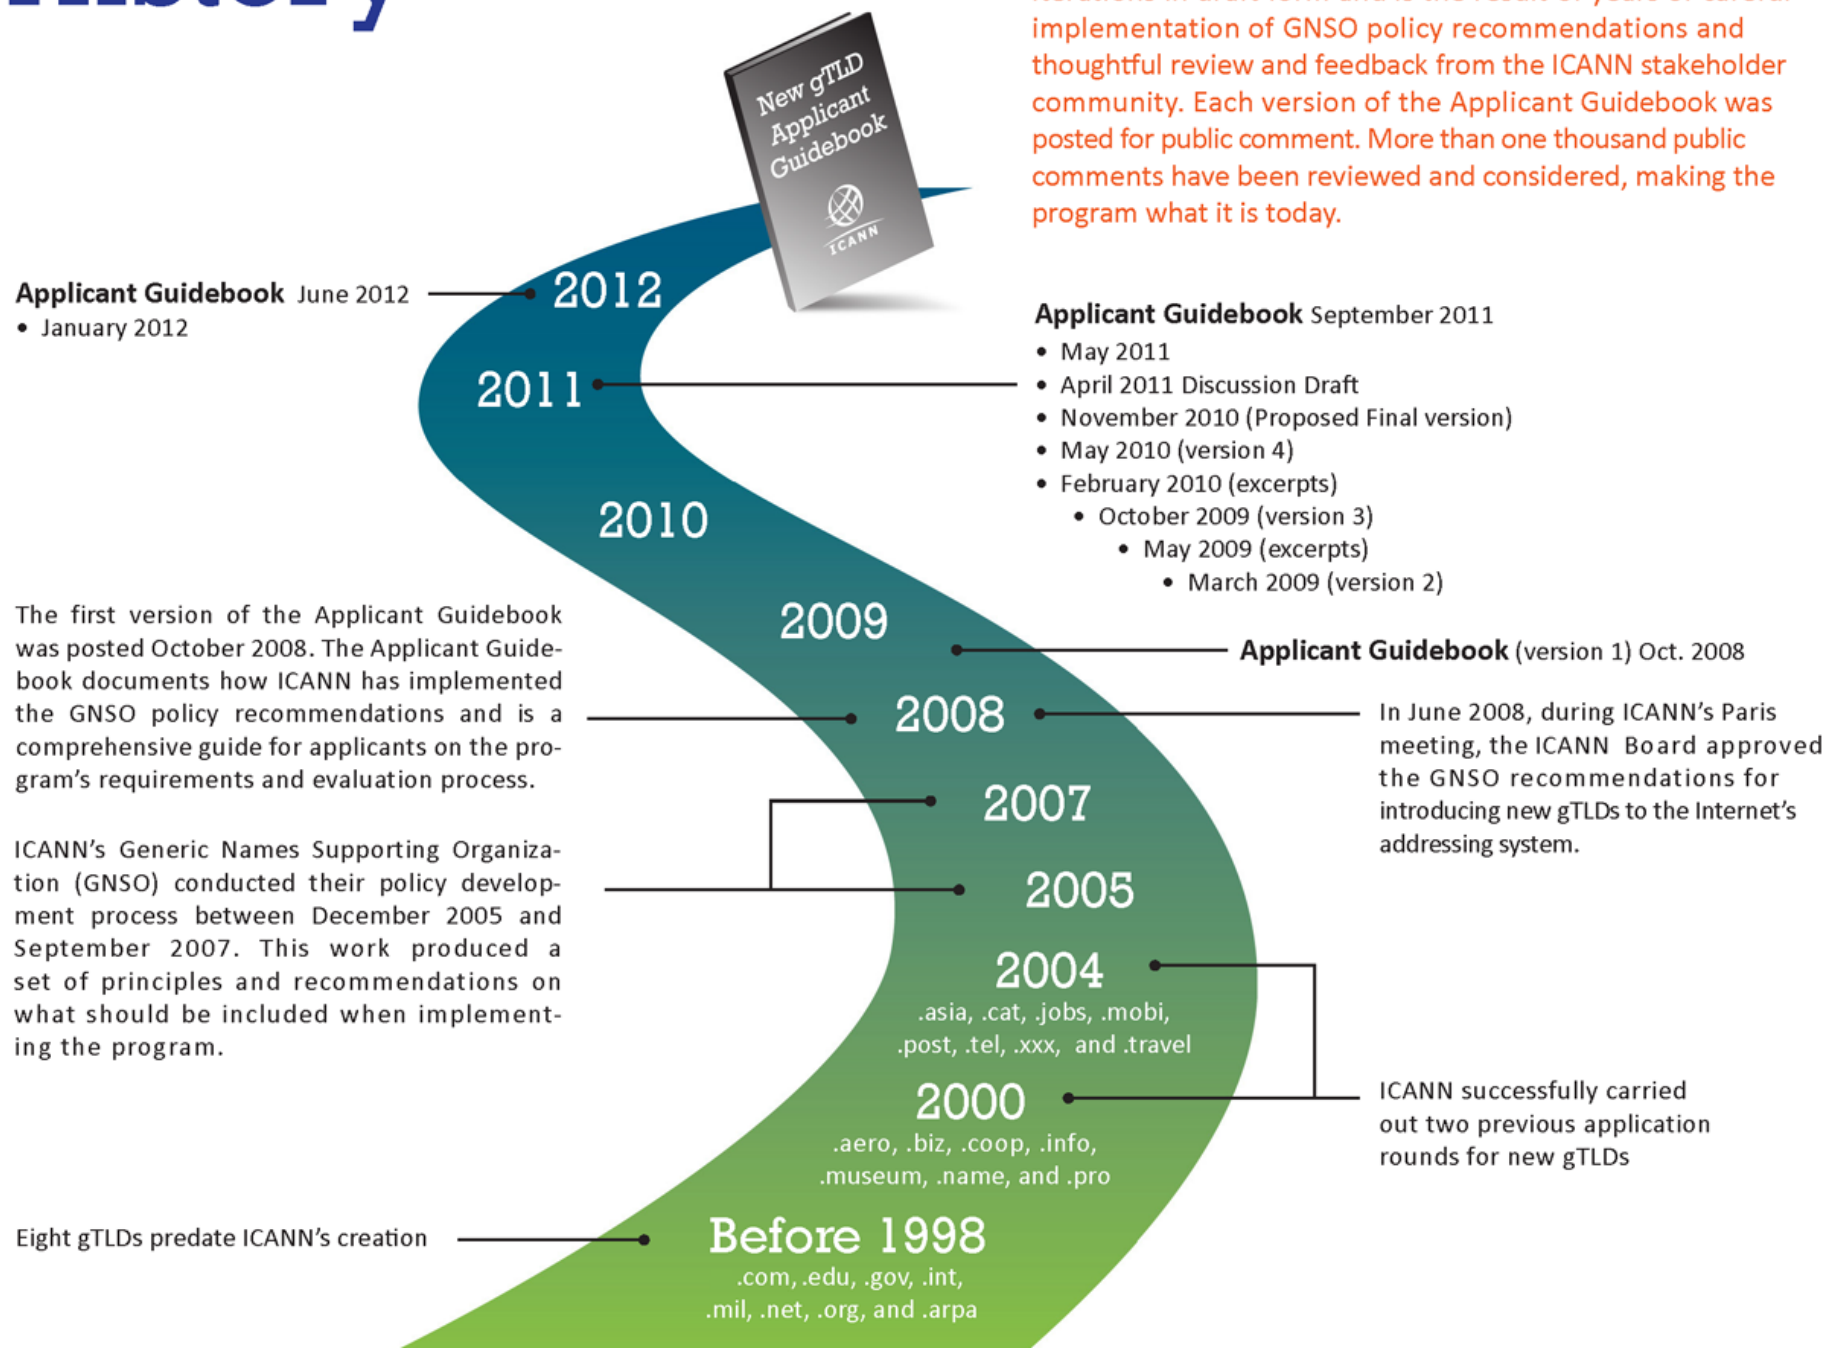 History
implementation of GNSO policy recommendations and
thoughtful review and feedback from the ICANN stakeholder
community. Each version of the Applicant Guidebook was
posted for public comment. More than one thousand public
comments have been reviewed and considered, making the
program what it is today.
New gTLD
Applicant
Guidebook
ICANN
Applicant Guidebook June 2012
• January 2012
2012
Applicant Guidebook September 2011
• May 2011
• April 2011 Discussion Draft
• November 2010 (Proposed Final version)
• May 2010 (version 4)
• February 2010 (excerpts)
• October 2009 (version 3)
• May 2009 (excerpts)
• March 2009 (version 2)
2011
2010
2009
Applicant Guidebook (version 1) Oct. 2008
The first version of the Applicant Guidebook
was posted October 2008. The Applicant Guide-
book documents how ICANN has implemented
the GNSO policy recommendations and is a
comprehensive guide for applicants on the pro-
gram's requirements and evaluation process.
2008
In June 2008, during ICANN's Paris
meeting, the ICANN Board approved
the GNSO recommendations for
introducing new gTLDs to the Internet's
addressing system.
2007
ICANN's Generic Names Supporting Organiza-
tion (GNSO) conducted their policy develop-
ment process between December 2005 and
September 2007. This work produced a
set of principles and recommendations on
what should be included when implement-
ing the program.
2005
2004
.asia, .cat, .jobs, .mobi,
.post, .tel, .xxx, and .travel
2000
.aero, .biz, .coop, .info,
.museum, .name, and .pro
ICANN successfully carried
out two previous application
rounds for new gTLDs
Eight gTLDs predate ICANN's creation
Before 1998
.com, .edu, .gov, .int,
.mil, .net, .org, and .arpa